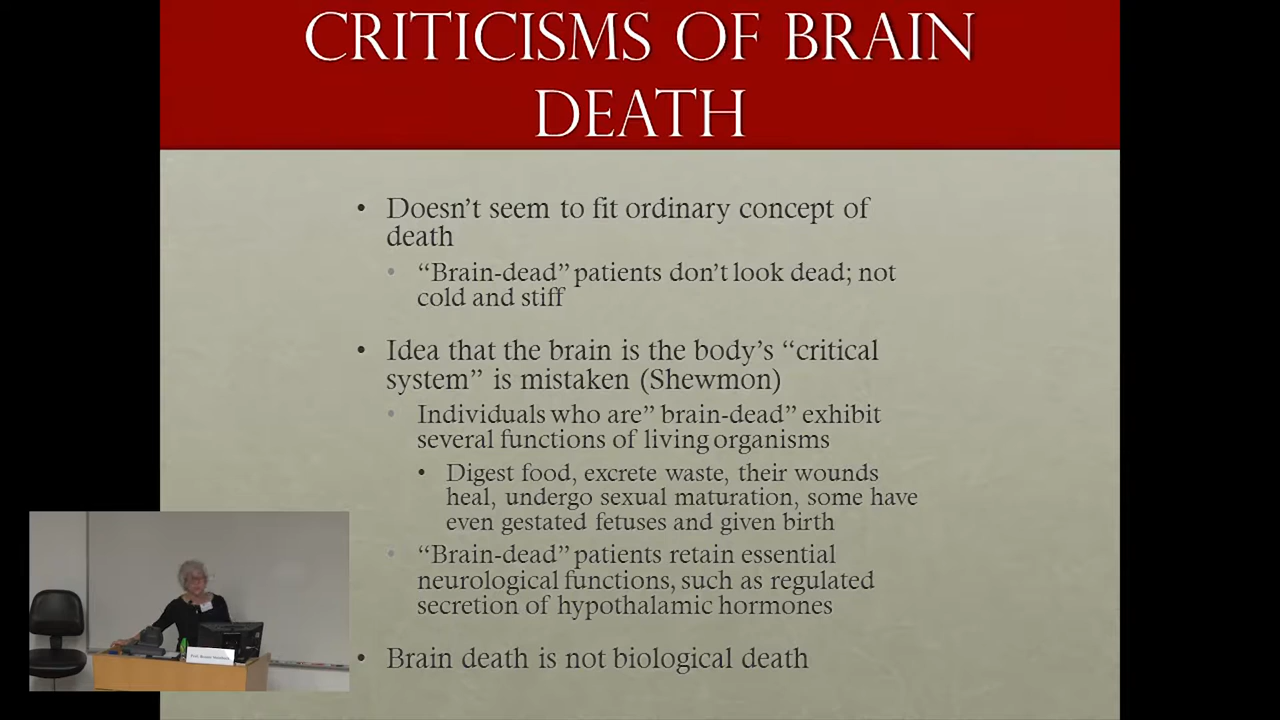 CRITICISMS OF BRAIN
DEATH
• Doesn't seem to fit ordinary concept of
death
• “Brain-dead” patients don't look dead; not
cold and stiff
• Idea that the brain is the body's “critical
system” is mistaken (Shewmon)
• Individuals who are” brain-dead” exhibit
several functions of living organisms
• Digest food, excrete waste, their wounds
heal, undergo sexual maturation, some have
even gestated fetuses and given birth
• “Brain-dead” patients retain essential
neurological functions, such as regulated
secretion of hypothalamic hormones
• Brain death is not biological death